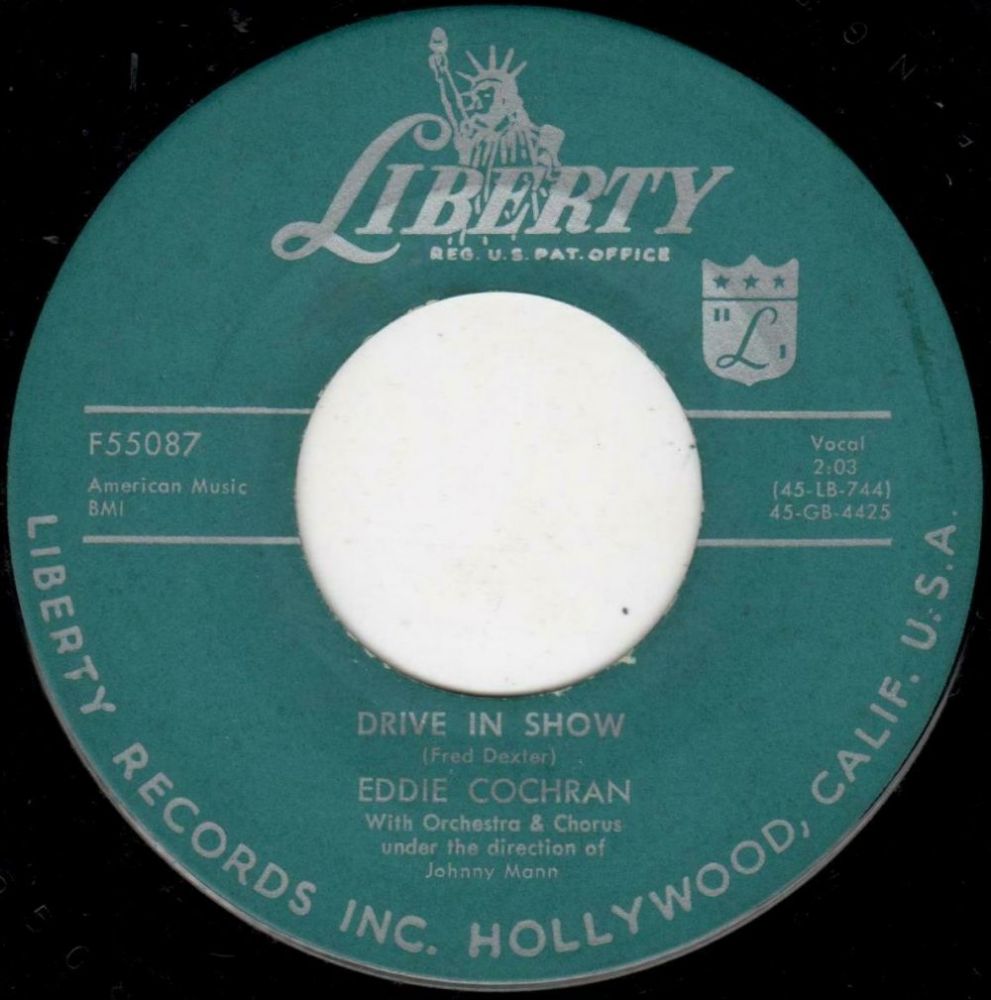 LIBERTY
REG. U.S. PAT. OFFICE
"L"
F55087
American Music
BMI
Vocal
2:03
(45-LB-744)
45-GB-4425
DRIVE IN SHOW
(Fred Dexter)
EDDIE COCHRAN
With Orchestra & Chorus
under the direction of
Johnny Mann
LIBERTY RECORDS INC. HOLLYWOOD, CALIF. U.S.A.